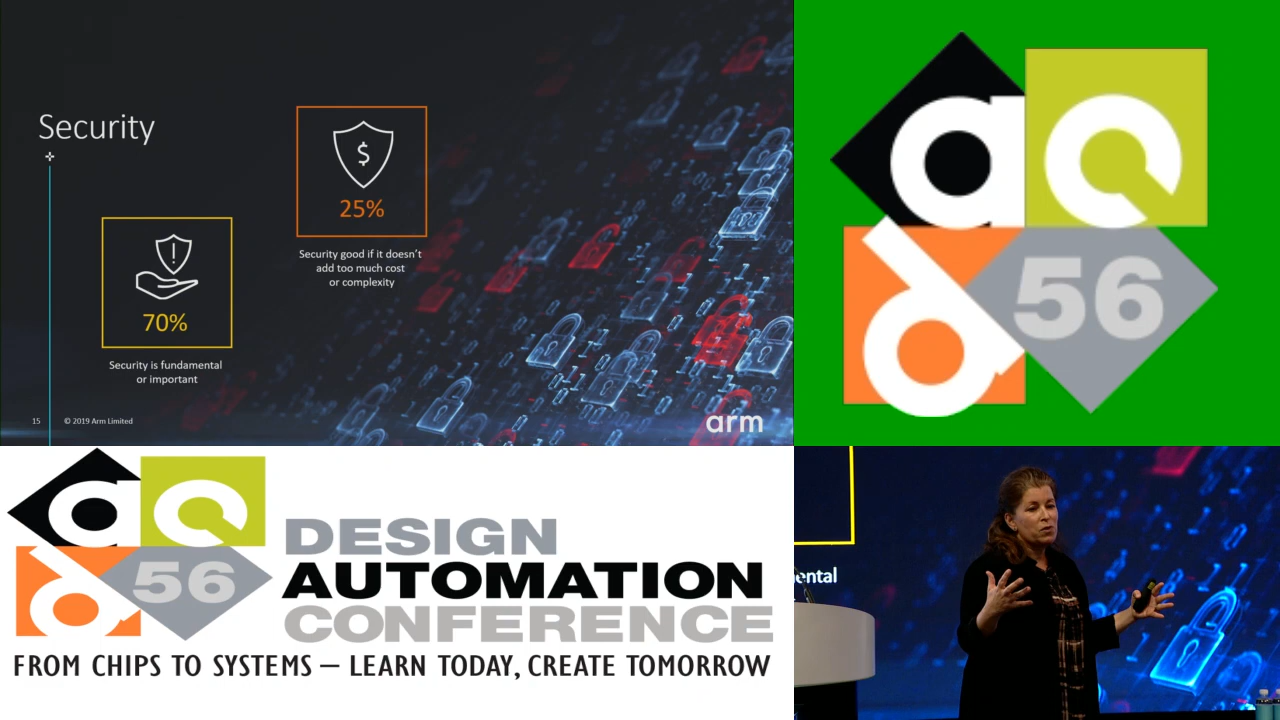 Security
$
25%
Security good if it doesn't
add too much cost
or complexity
!
70%
Security is fundamental
or important
15 © 2019 Arm Limited
arm
dac
56
dac
56
DESIGN
AUTOMATION
CONFERENCE
FROM CHIPS TO SYSTEMS — LEARN TODAY, CREATE TOMORROW
ental